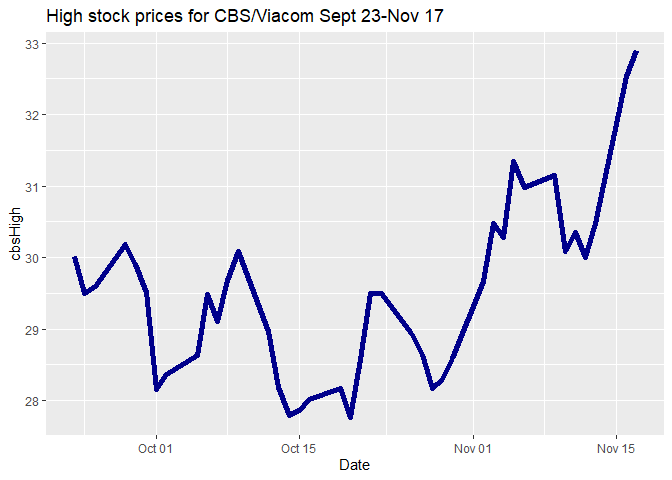 High stock prices for CBS/Viacom Sept 23-Nov 17
33
32
31
30
29
28
cbsHigh
Oct 01
Oct 15
Nov 01
Nov 15
Date